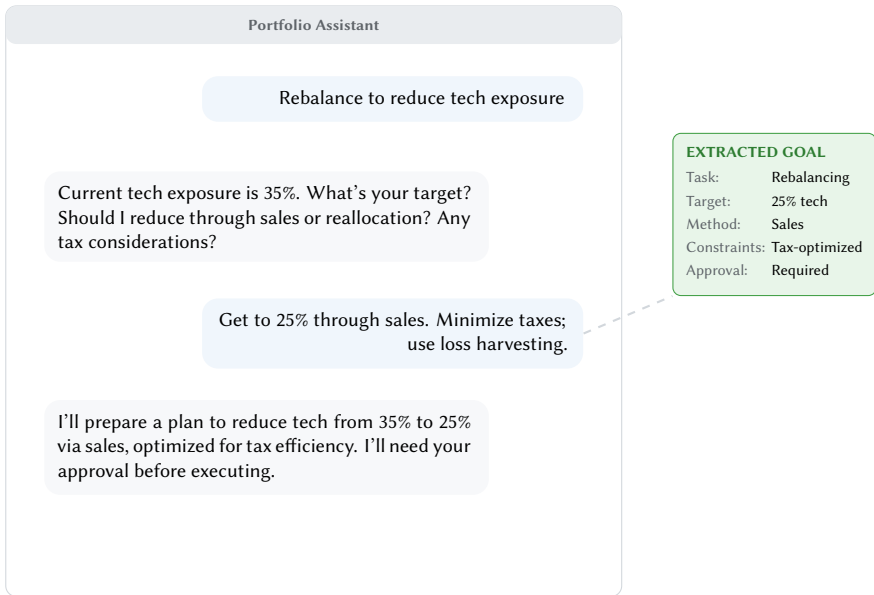 Portfolio Assistant
Rebalance to reduce tech exposure
Current tech exposure is 35%. What's your target?
Should I reduce through sales or reallocation? Any
tax considerations?
Get to 25% through sales. Minimize taxes;
use loss harvesting.
I'll prepare a plan to reduce tech from 35% to 25%
via sales, optimized for tax efficiency. I'll need your
approval before executing.
EXTRACTED GOAL
Task: Rebalancing
Target: 25% tech
Method: Sales
Constraints: Tax-optimized
Approval: Required